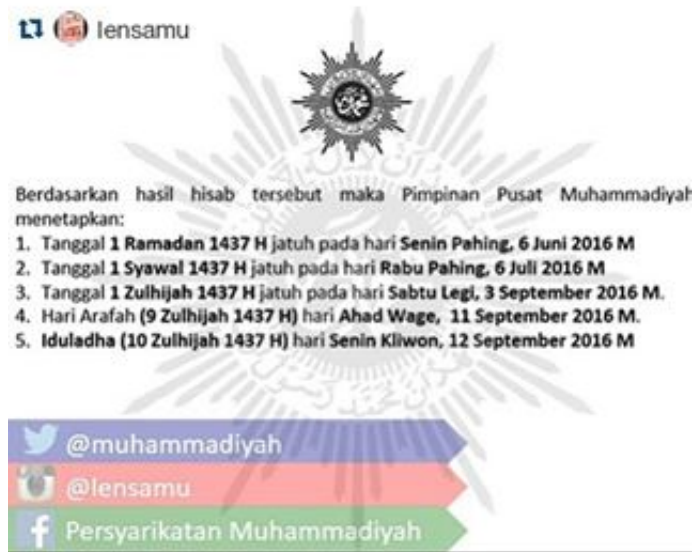 lensamu
Berdasarkan hasil hisab tersebut maka Pimpinan Pusat Muhammadiyah
menetapkan:
1. Tanggal 1 Ramadan 1437 H jatuh pada hari Senin Pahing, 6 Juni 2016 M
2. Tanggal 1 Syawal 1437 H jatuh pada hari Rabu Pahing, 6 Juli 2016 M
3. Tanggal 1 Zulhijah 1437 H jatuh pada hari Sabtu Legi, 3 September 2016 M.
4. Hari Arafah (9 Zulhijah 1437 H) hari Ahad Wage, 11 September 2016 M.
5. Iduladha (10 Zulhijah 1437 H) hari Senin Kliwon, 12 September 2016 M
@muhammadiyah
@lensamu
Persyarikatan Muhammadiyah